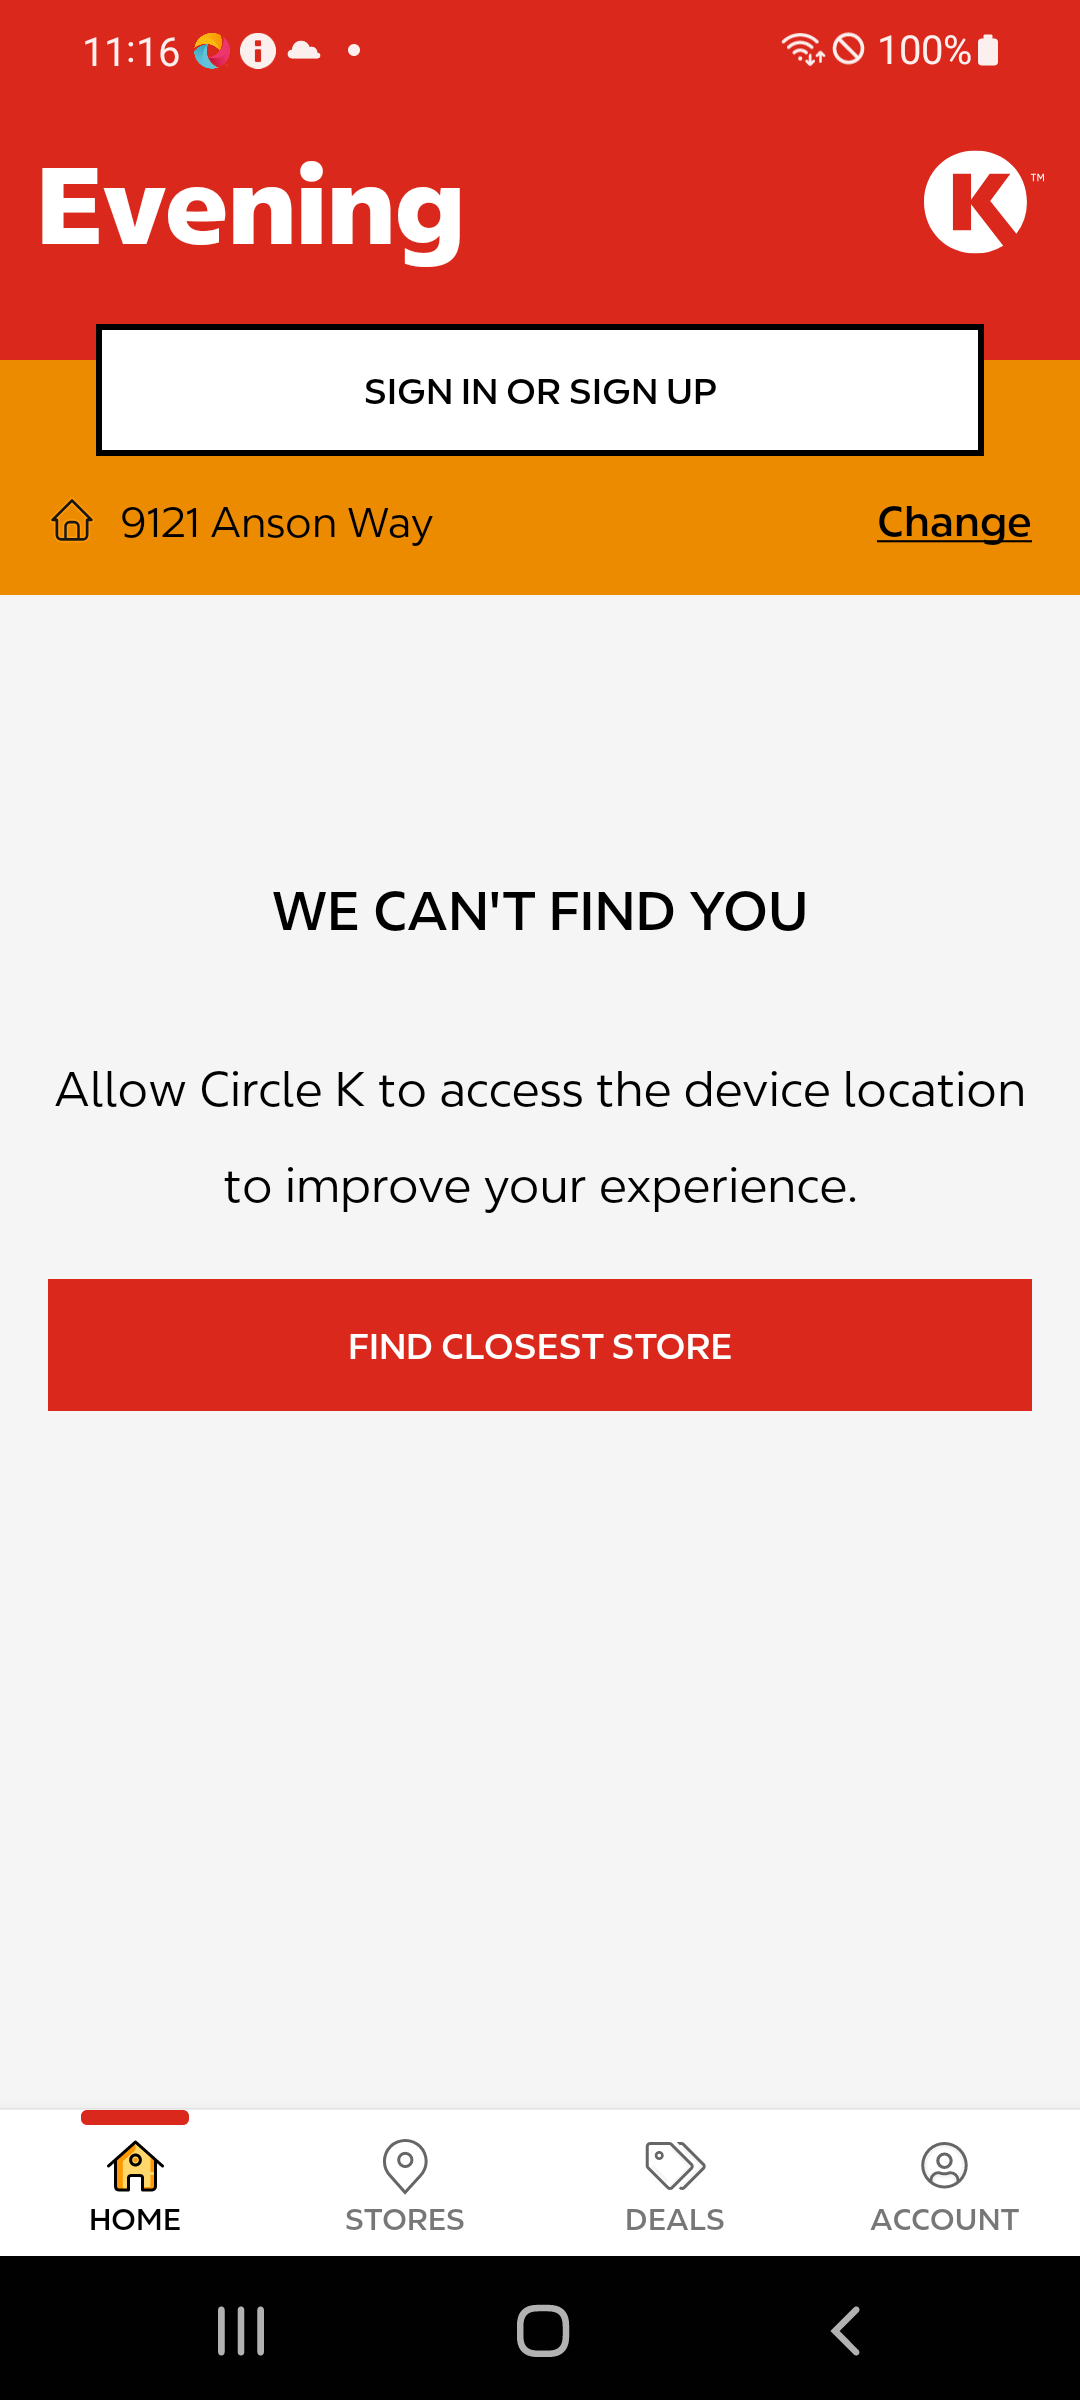 11:16
100%
Evening
K™
SIGN IN OR SIGN UP
9121 Anson Way
Change
WE CAN'T FIND YOU
Allow Circle K to access the device location
to improve your experience.
FIND CLOSEST STORE
HOME
STORES
DEALS
ACCOUNT